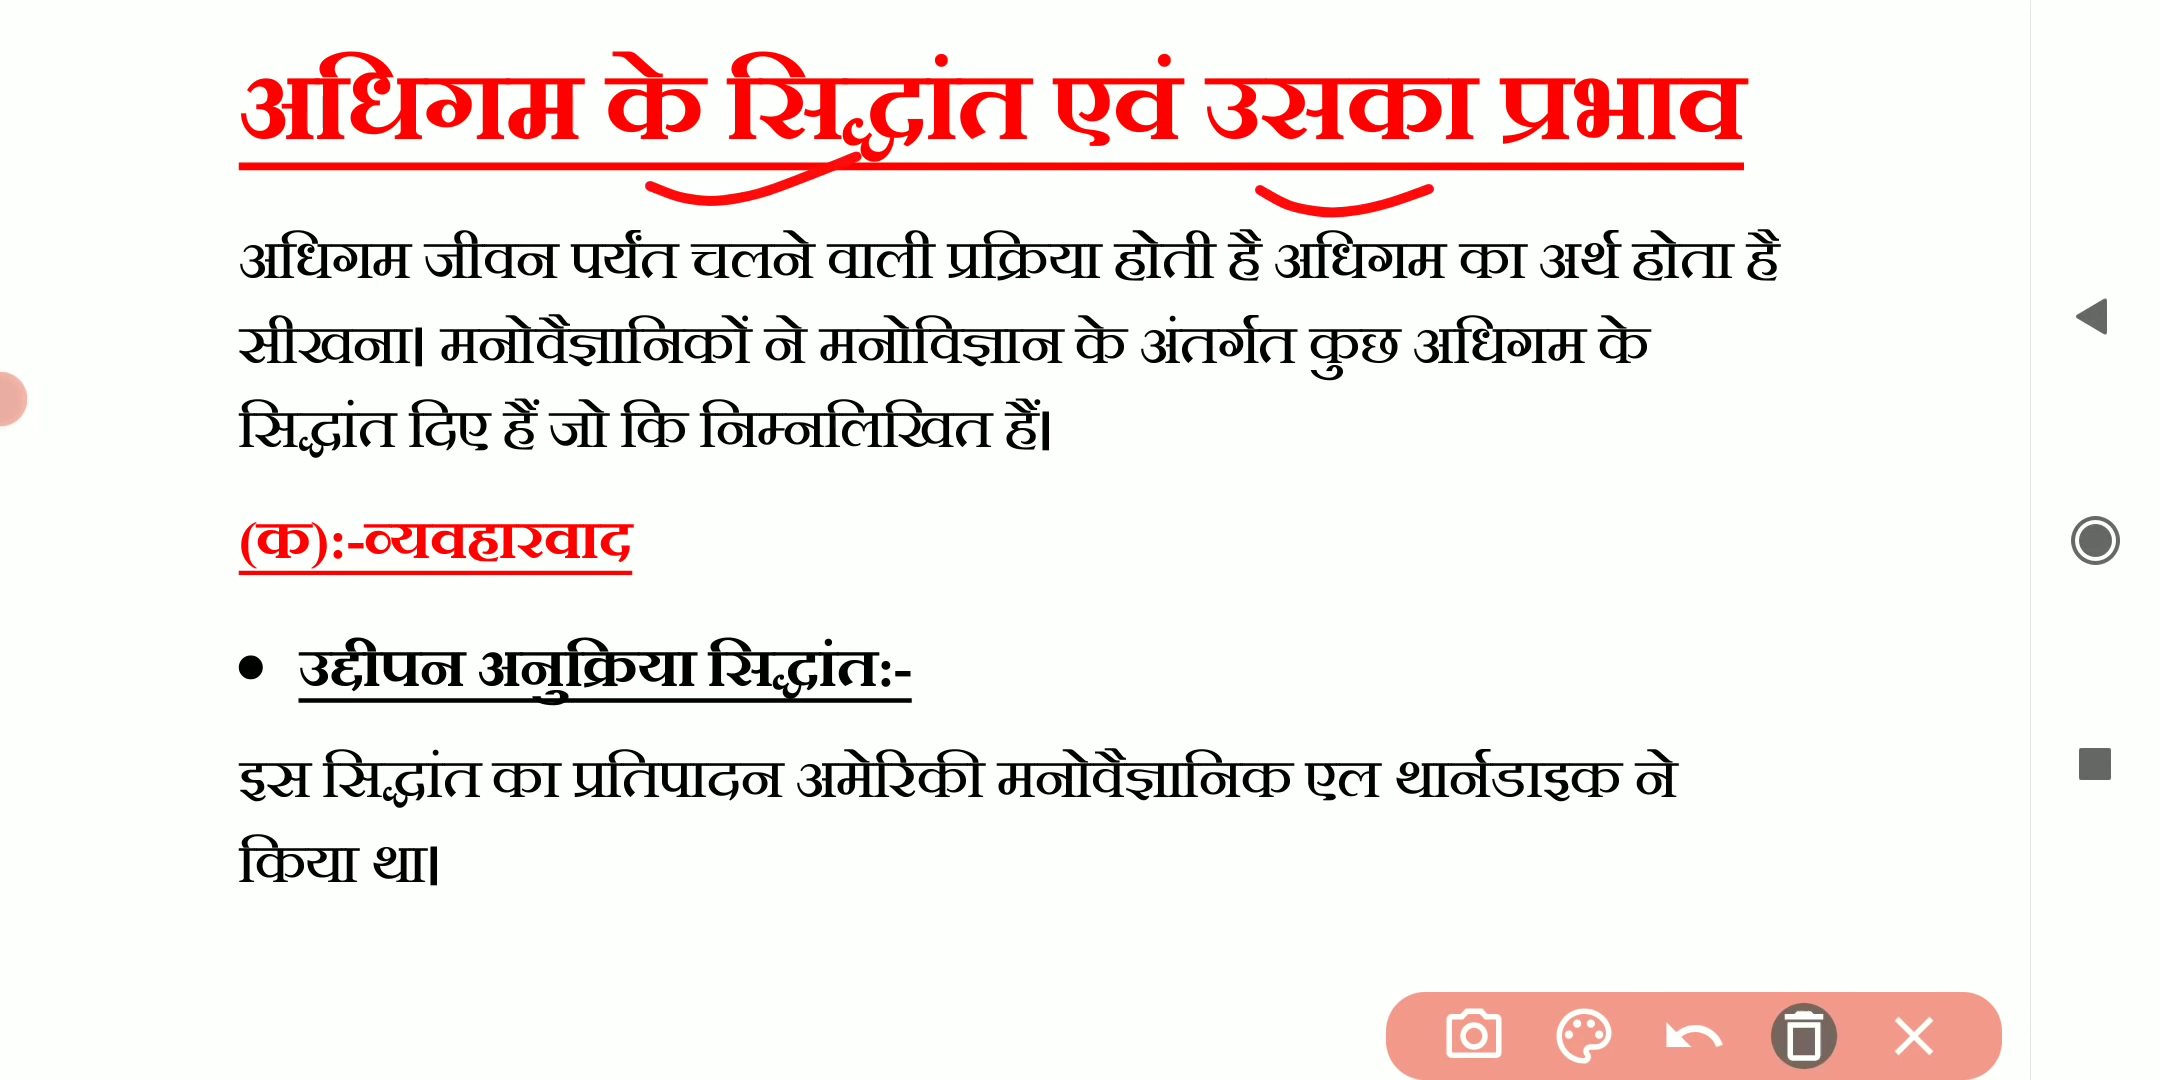 अधिगम के सिद्धांत एवं उसका प्रभाव
अधिगम जीवन पर्यंत चलने वाली प्रक्रिया होती है अधिगम का अर्थ होता है
सीखना। मनोवैज्ञानिकों ने मनोविज्ञान के अंतर्गत कुछ अधिगम के
सिद्धांत दिए हैं जो कि निम्नलिखित हैं।
(क):-व्यवहारवाद
● उद्दीपन अनुक्रिया सिद्धांत:-
इस सिद्धांत का प्रतिपादन अमेरिकी मनोवैज्ञानिक एल थार्नडाइक ने
किया था।